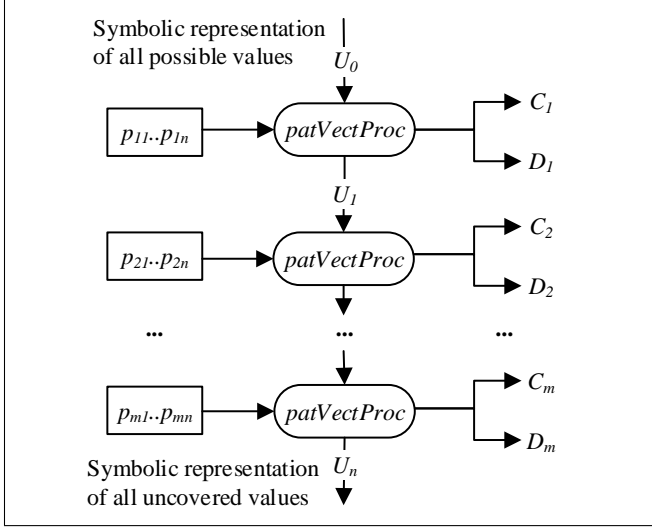 Symbolic representation
of all possible values
U0
p11..p1n
patVectProc
C1
D1
U1
p21..p2n
patVectProc
C2
D2
... ... ...
pm1..pmn
patVectProc
Cm
Dm
Symbolic representation
of all uncovered values
Un